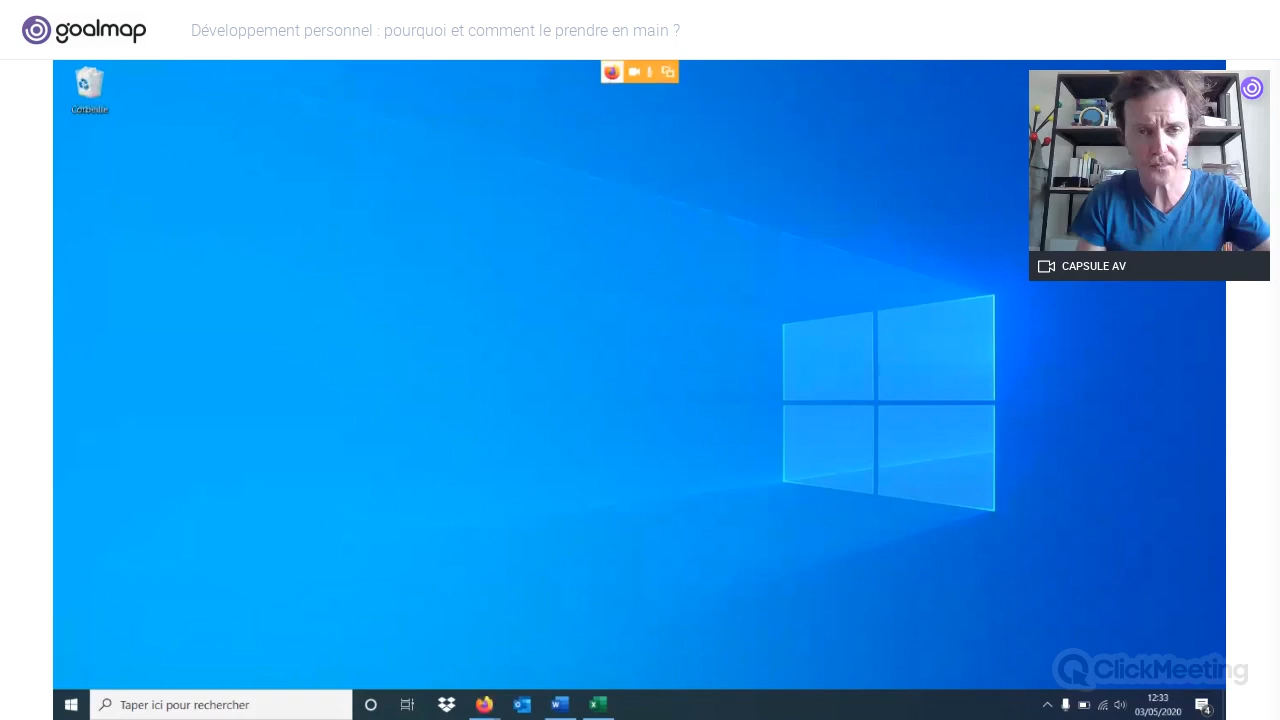 goalmap
Développement personnel : pourquoi et comment le prendre en main ?
Corbeille
CAPSULE AV
ClickMeeting
Taper ici pour rechercher
12:33
03/05/2020
4